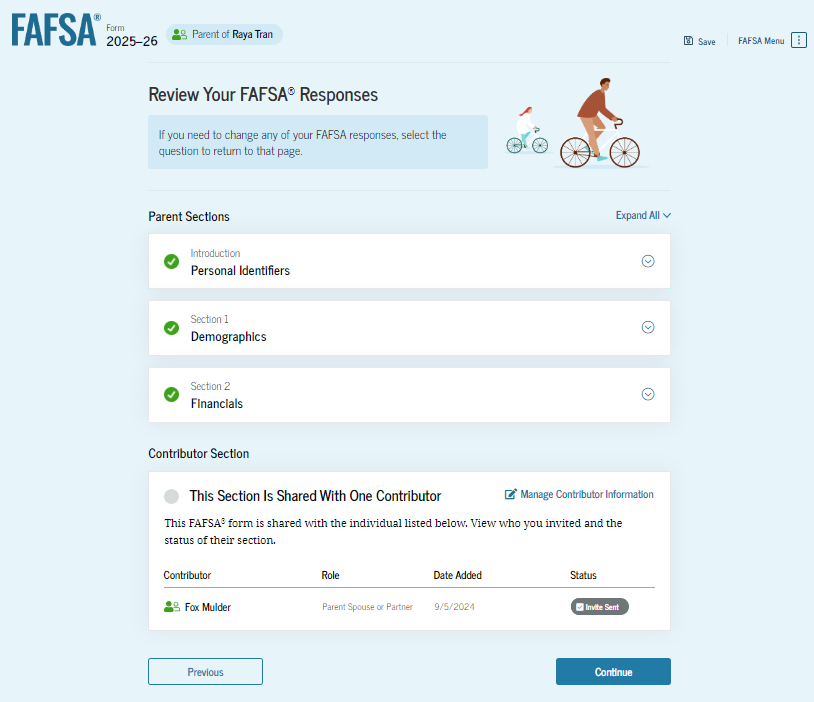 FAFSA®
Form
2025–26
Parent of Raya Tran
Save
FAFSA Menu
Review Your FAFSA® Responses
If you need to change any of your FAFSA responses, select the
question to return to that page.
Parent Sections
Expand All
Introduction
Personal Identifiers
Section 1
Demographics
Section 2
Financials
Contributor Section
This Section Is Shared With One Contributor
Manage Contributor Information
This FAFSA® form is shared with the individual listed below. View who you invited and the
status of their section.
Contributor Role Date Added Status
Fox Mulder Parent Spouse or Partner 9/5/2024 Invite Sent
Previous
Continue